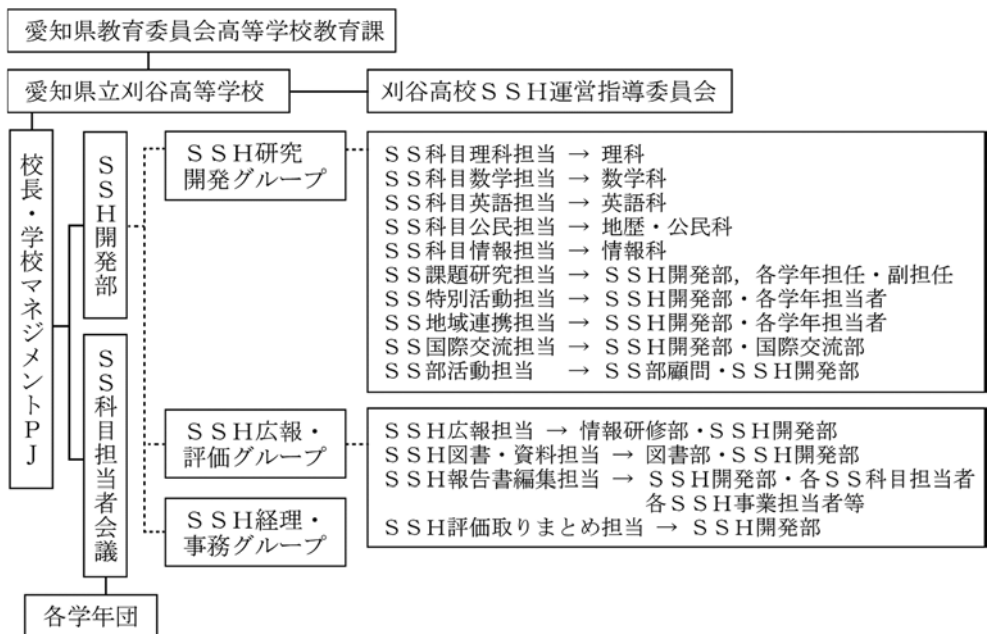 愛知県教育委員会高等学校教育課
愛知県立刈谷高等学校
刈谷高校ＳＳＨ運営指導委員会
校長・学校マネジメントＰＪ
ＳＳＨ開発部
ＳＳ科目担当者会議
各学年団
ＳＳＨ研究
開発グループ
ＳＳ科目理科担当 → 理科
ＳＳ科目数学担当 → 数学科
ＳＳ科目英語担当 → 英語科
ＳＳ科目公民担当 → 地歴・公民科
ＳＳ科目情報担当 → 情報科
ＳＳ課題研究担当 → ＳＳＨ開発部，各学年担任・副担任
ＳＳ特別活動担当 → ＳＳＨ開発部・各学年担当者
ＳＳ地域連携担当 → ＳＳＨ開発部・各学年担当者
ＳＳ国際交流担当 → ＳＳＨ開発部・国際交流部
ＳＳ部活動担当 → ＳＳ部顧問・ＳＳＨ開発部
ＳＳＨ広報・
評価グループ
ＳＳＨ広報担当 → 情報研修部・ＳＳＨ開発部
ＳＳＨ図書・資料担当 → 図書部・ＳＳＨ開発部
ＳＳＨ報告書編集担当 → ＳＳＨ開発部・各ＳＳ科目担当者
各ＳＳＨ事業担当者等
ＳＳＨ評価取りまとめ担当 → ＳＳＨ開発部
ＳＳＨ経理・
事務グループ